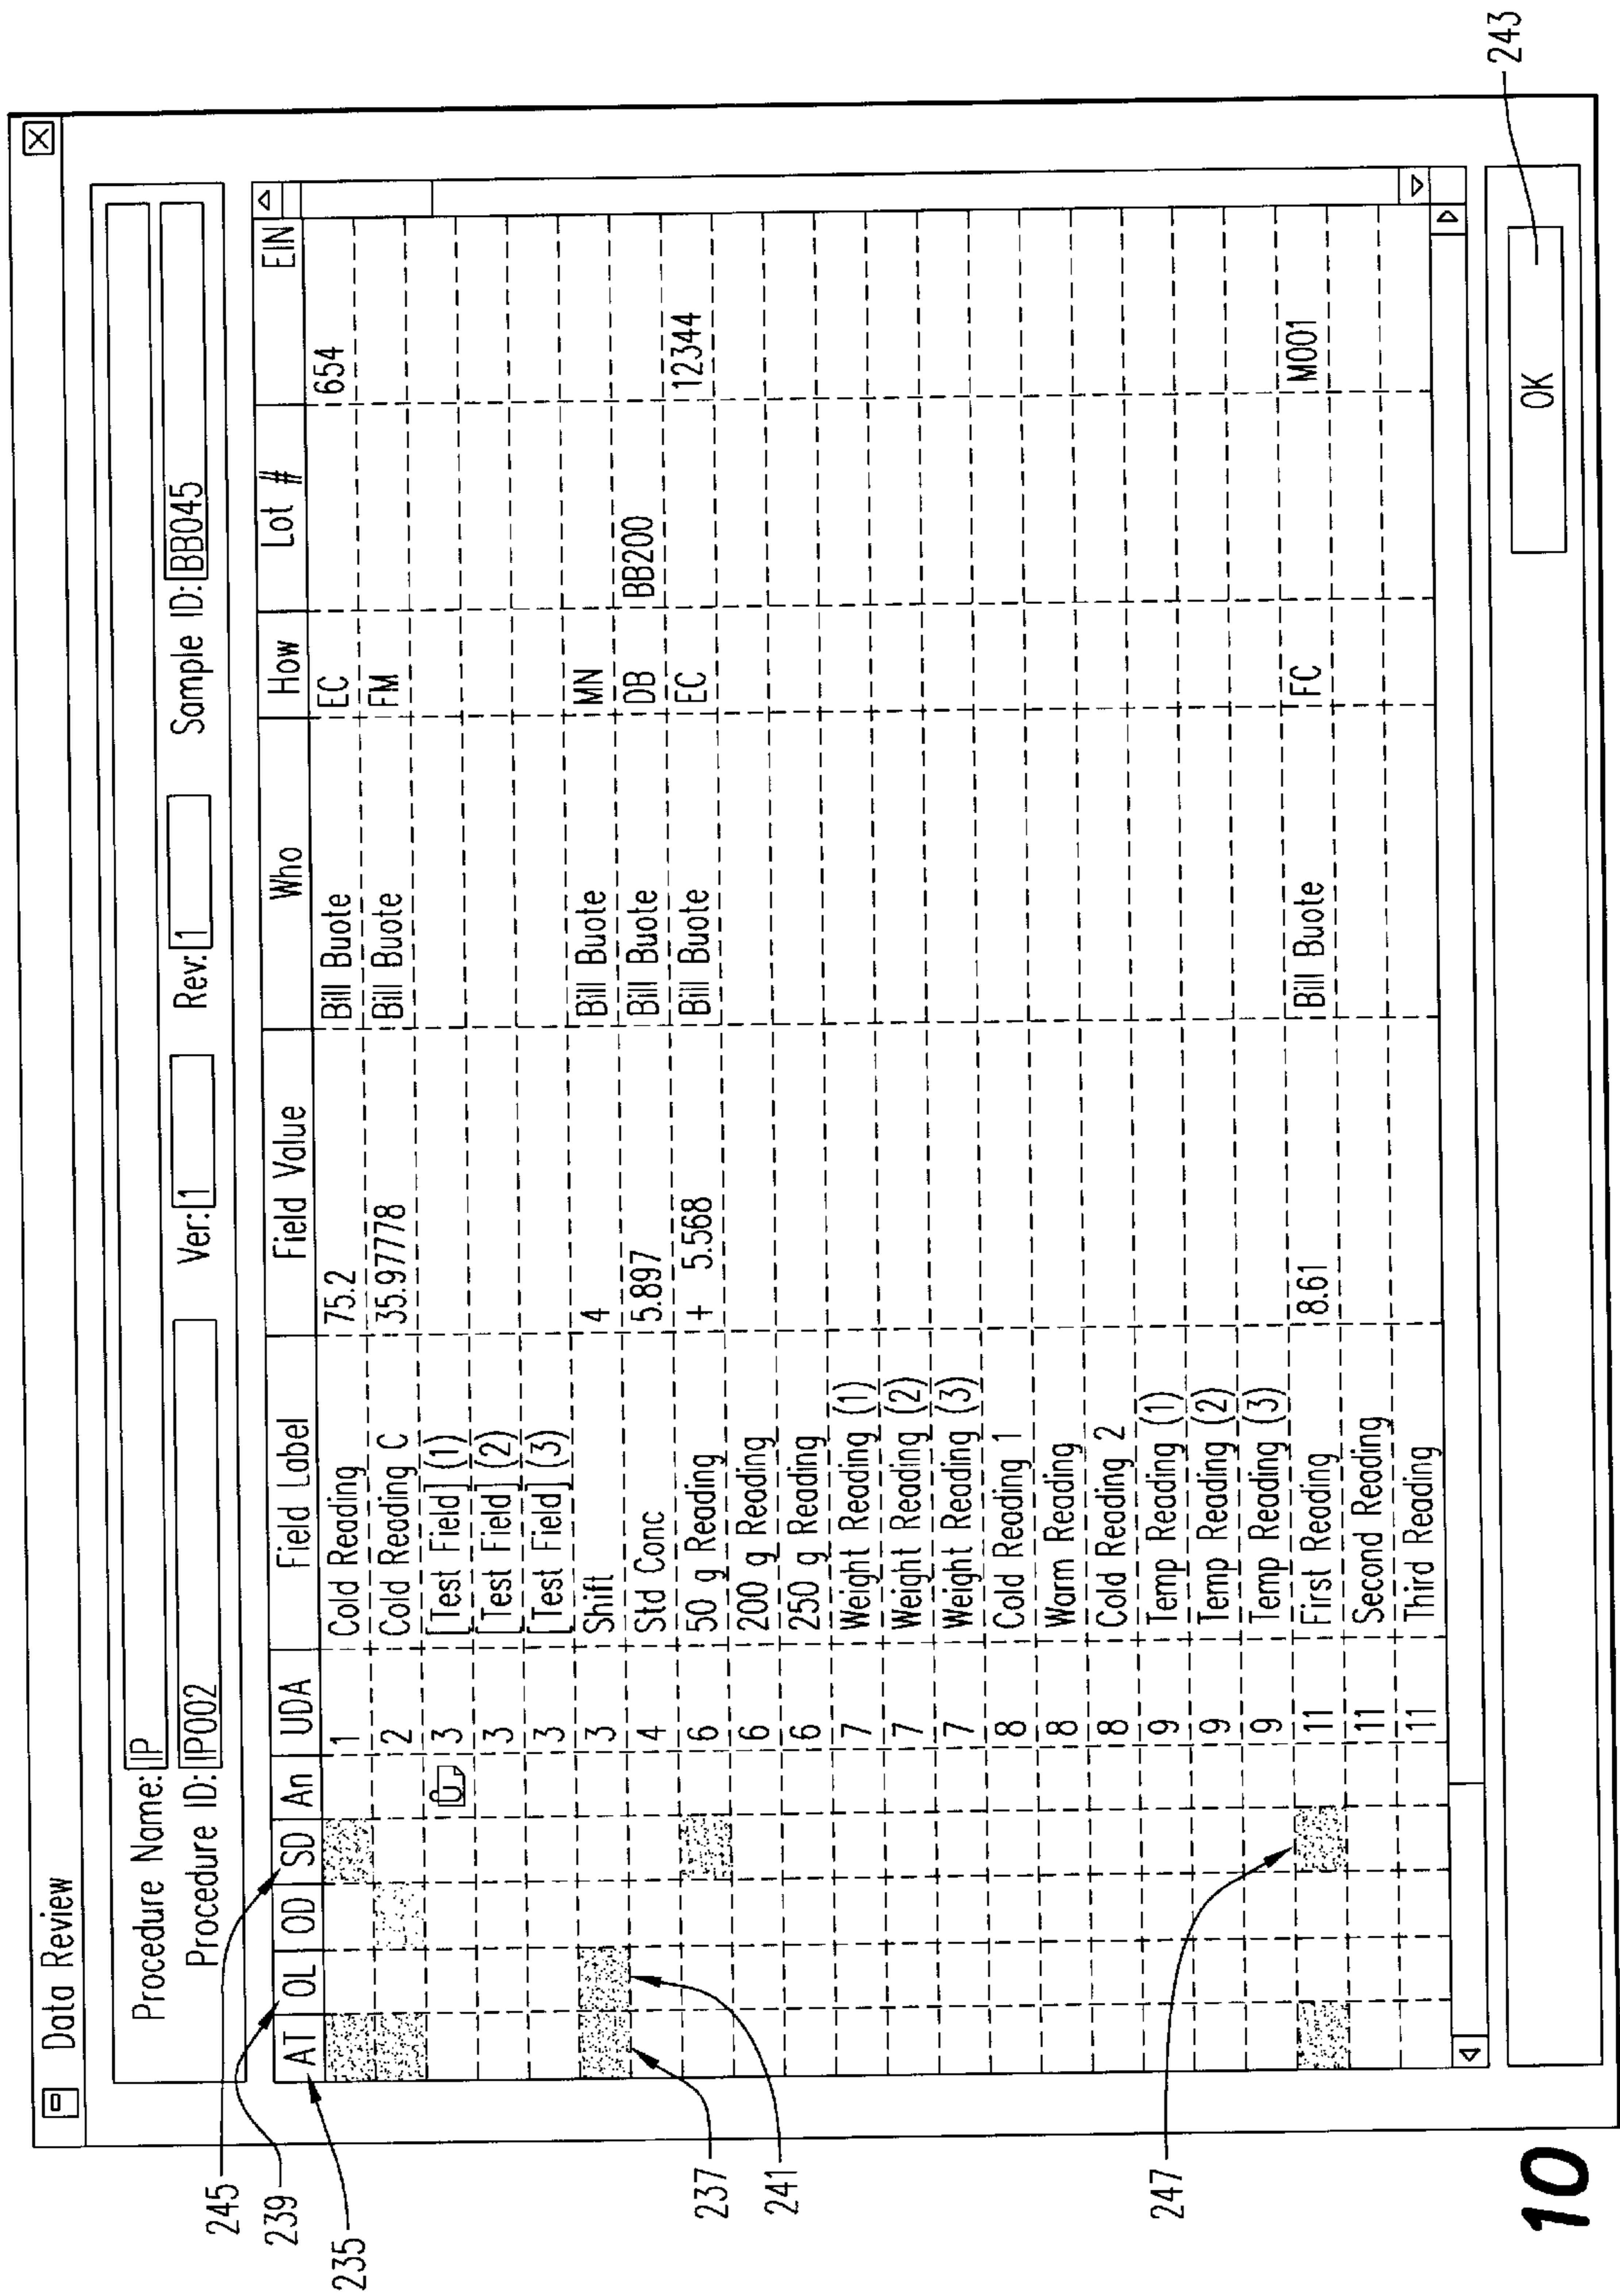 Data Review
Procedure Name: IP
Procedure ID: IP002 Ver: 1 Rev: 1 Sample ID: BB045
AT OL OD SD An UDA Field Label Field Value Who How Lot # EIN
1 Cold Reading 75.2 Bill Buote EC 654
2 Cold Reading C 35.97778 Bill Buote FM
3 [Test Field] (1)
3 [Test Field] (2)
3 [Test Field] (3)
3 Shift 4 Bill Buote MN
4 Std Conc 5.897 Bill Buote DB BB200
6 50 g Reading + 5.568 Bill Buote EC 12344
6 200 g Reading
6 250 g Reading
7 Weight Reading (1)
7 Weight Reading (2)
7 Weight Reading (3)
8 Cold Reading 1
8 Warm Reading
8 Cold Reading 2
9 Temp Reading (1)
9 Temp Reading (2)
9 Temp Reading (3)
11 First Reading 8.61 Bill Buote FC M001
11 Second Reading
11 Third Reading
OK
245
239
235
237
241
247
243
10